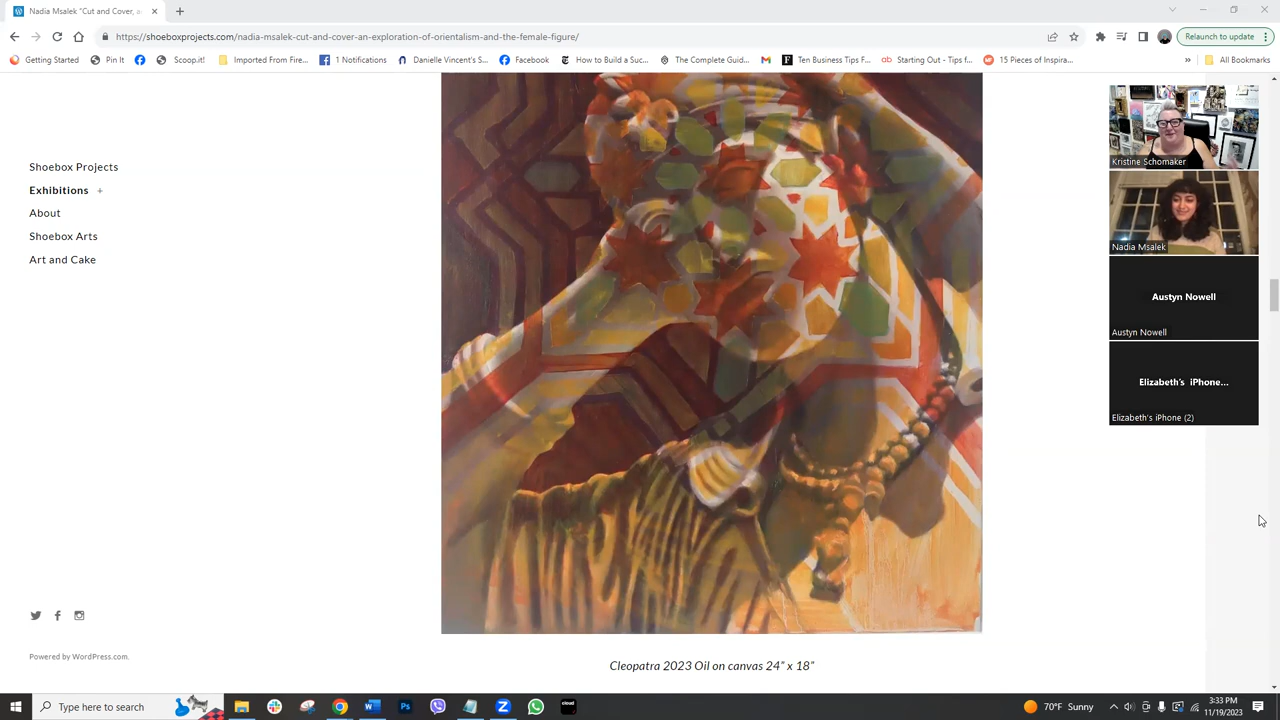 Nadia Msalek "Cut and Cover, a
https://shoeboxprojects.com/nadia-msalek-cut-and-cover-an-exploration-of-orientalism-and-the-female-figure/
Relaunch to update
Getting Started
Pin It
Scoop.it!
Imported From Fire...
1 Notifications
Danielle Vincent's S...
Facebook
How to Build a Suc...
The Complete Guid...
Ten Business Tips F...
ab Starting Out - Tips f...
15 Pieces of Inspira...
»
All Bookmarks
Shoebox Projects
Exhibitions +
About
Shoebox Arts
Art and Cake
Kristine Schomaker
Nadia Msalek
Austyn Nowell
Austyn Nowell
Elizabeth's iPhone...
Elizabeth's iPhone (2)
Powered by WordPress.com.
Cleopatra 2023 Oil on canvas 24" x 18"
Type here to search
cloud
70°F Sunny
3:33 PM
11/19/2023